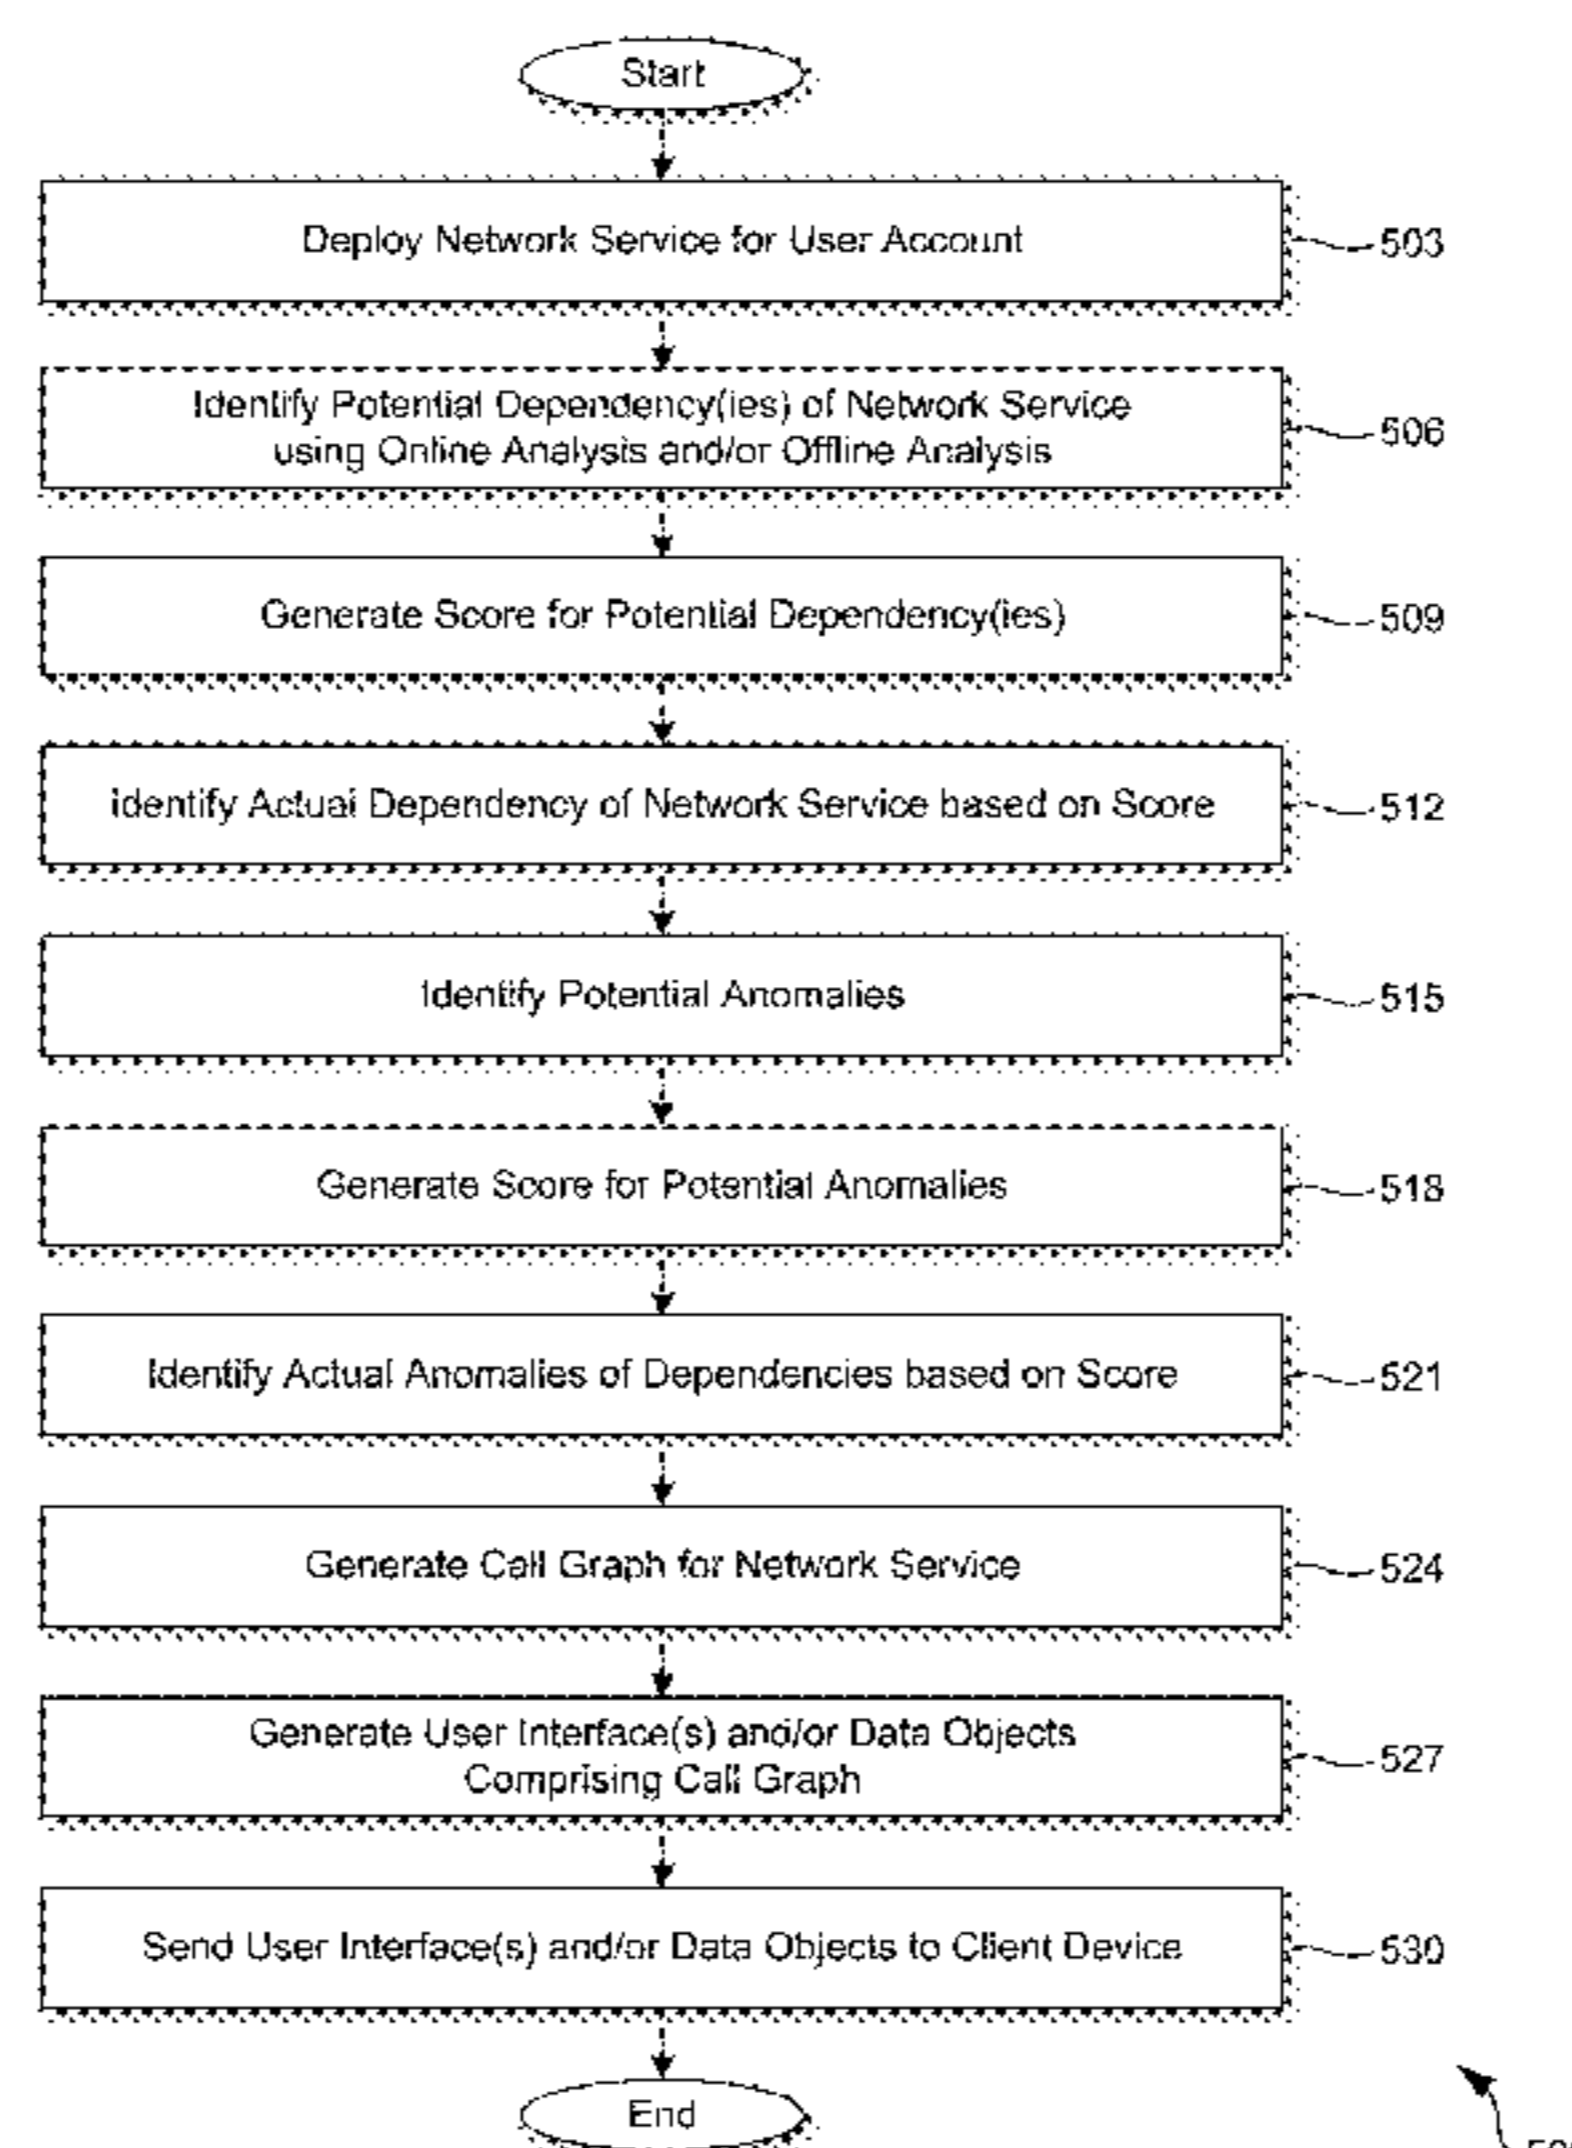 Start
Deploy Network Service for User Account
503
Identify Potential Dependency(ies) of Network Service
using Online Analysis and/or Offline Analysis
506
Generate Score for Potential Dependency(ies)
509
Identify Actual Dependency of Network Service based on Score
512
Identify Potential Anomalies
515
Generate Score for Potential Anomalies
518
Identify Actual Anomalies of Dependencies based on Score
521
Generate Call Graph for Network Service
524
Generate User Interface(s) and/or Data Objects
Comprising Call Graph
527
Send User Interface(s) and/or Data Objects to Client Device
530
End